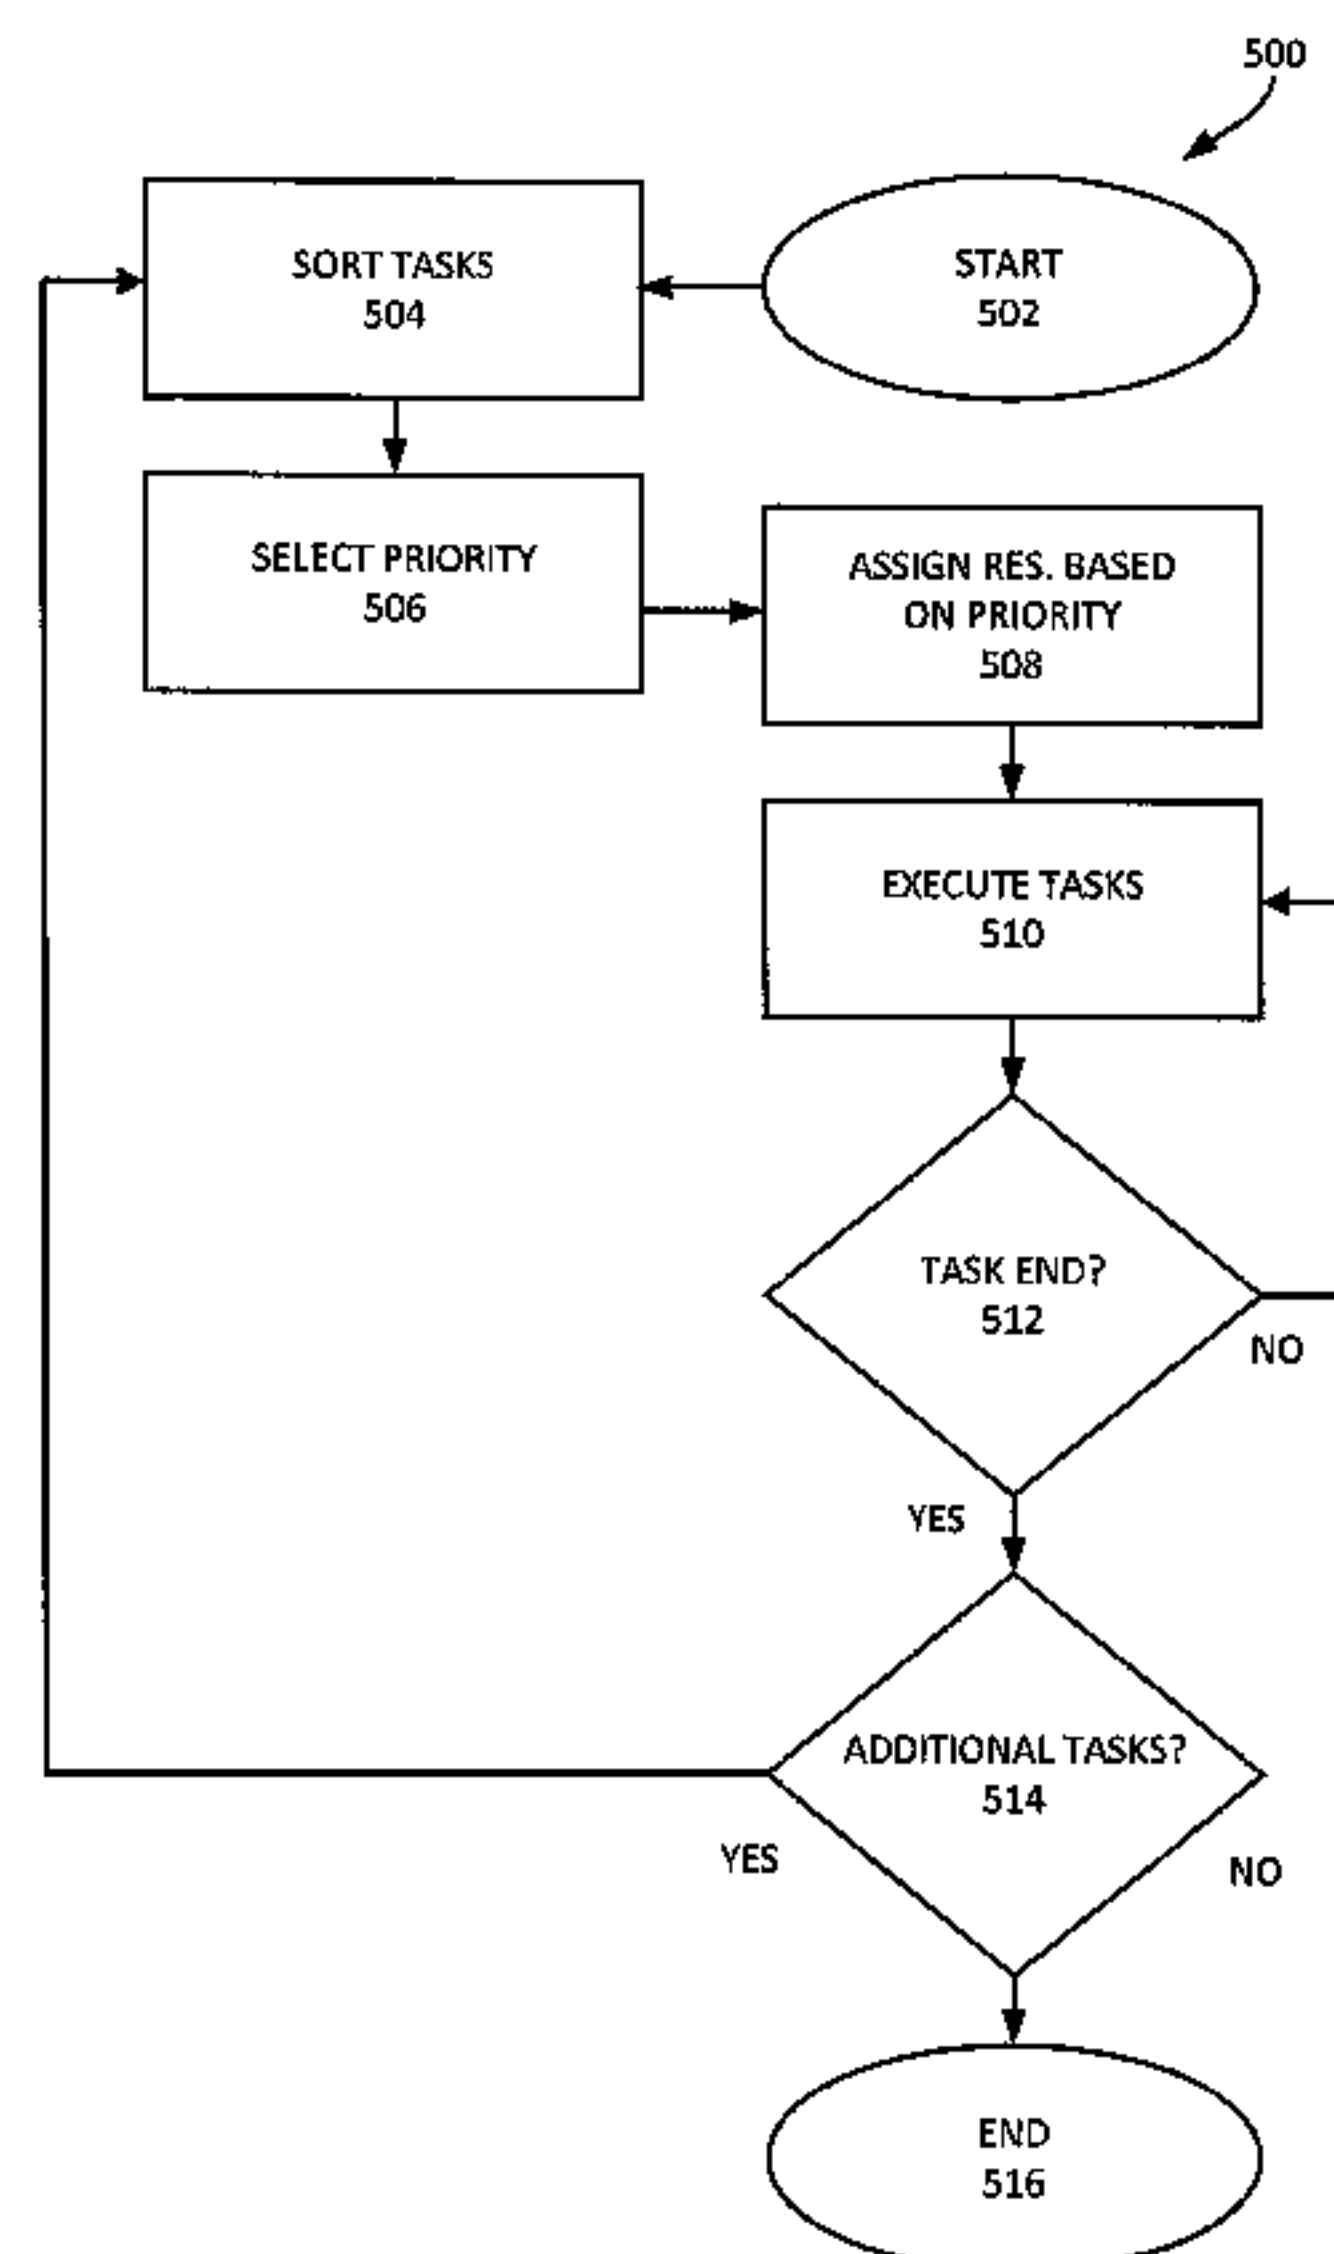 500
START
502
SORT TASKS
504
SELECT PRIORITY
506
ASSIGN RES. BASED
ON PRIORITY
508
EXECUTE TASKS
510
TASK END?
512
NO
YES
ADDITIONAL TASKS?
514
YES
NO
END
516